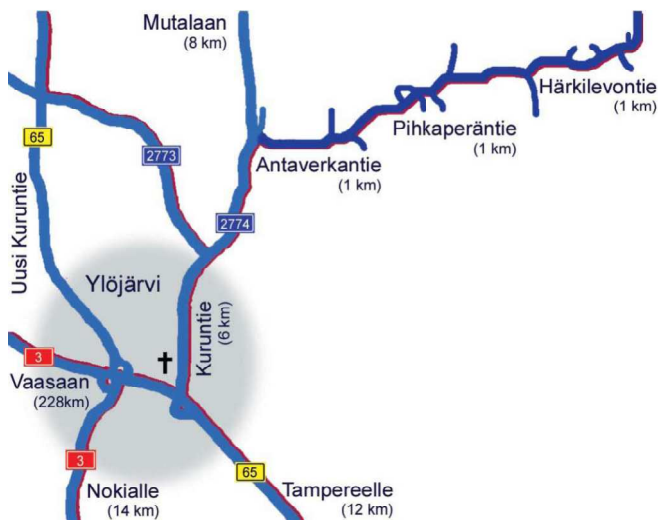 Mutalaan
(8 km)
Härkilevontie
(1 km)
Pihkaperäntie
(1 km)
65
2773
Antaverkantie
(1 km)
2774
Uusi Kuruntie
Ylöjärvi
Kuruntie
(6 km)
3
Vaasaan
(228km)
3
65
Nokialle
(14 km)
Tampereelle
(12 km)